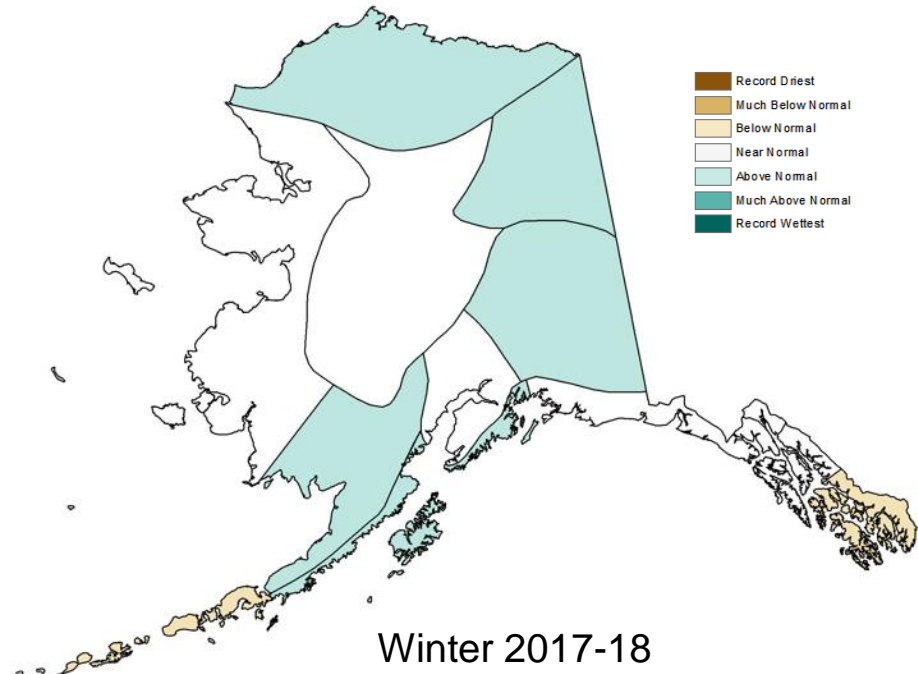 Record Driest
Much Below Normal
Below Normal
Near Normal
Above Normal
Much Above Normal
Record Wettest
Winter 2017-18